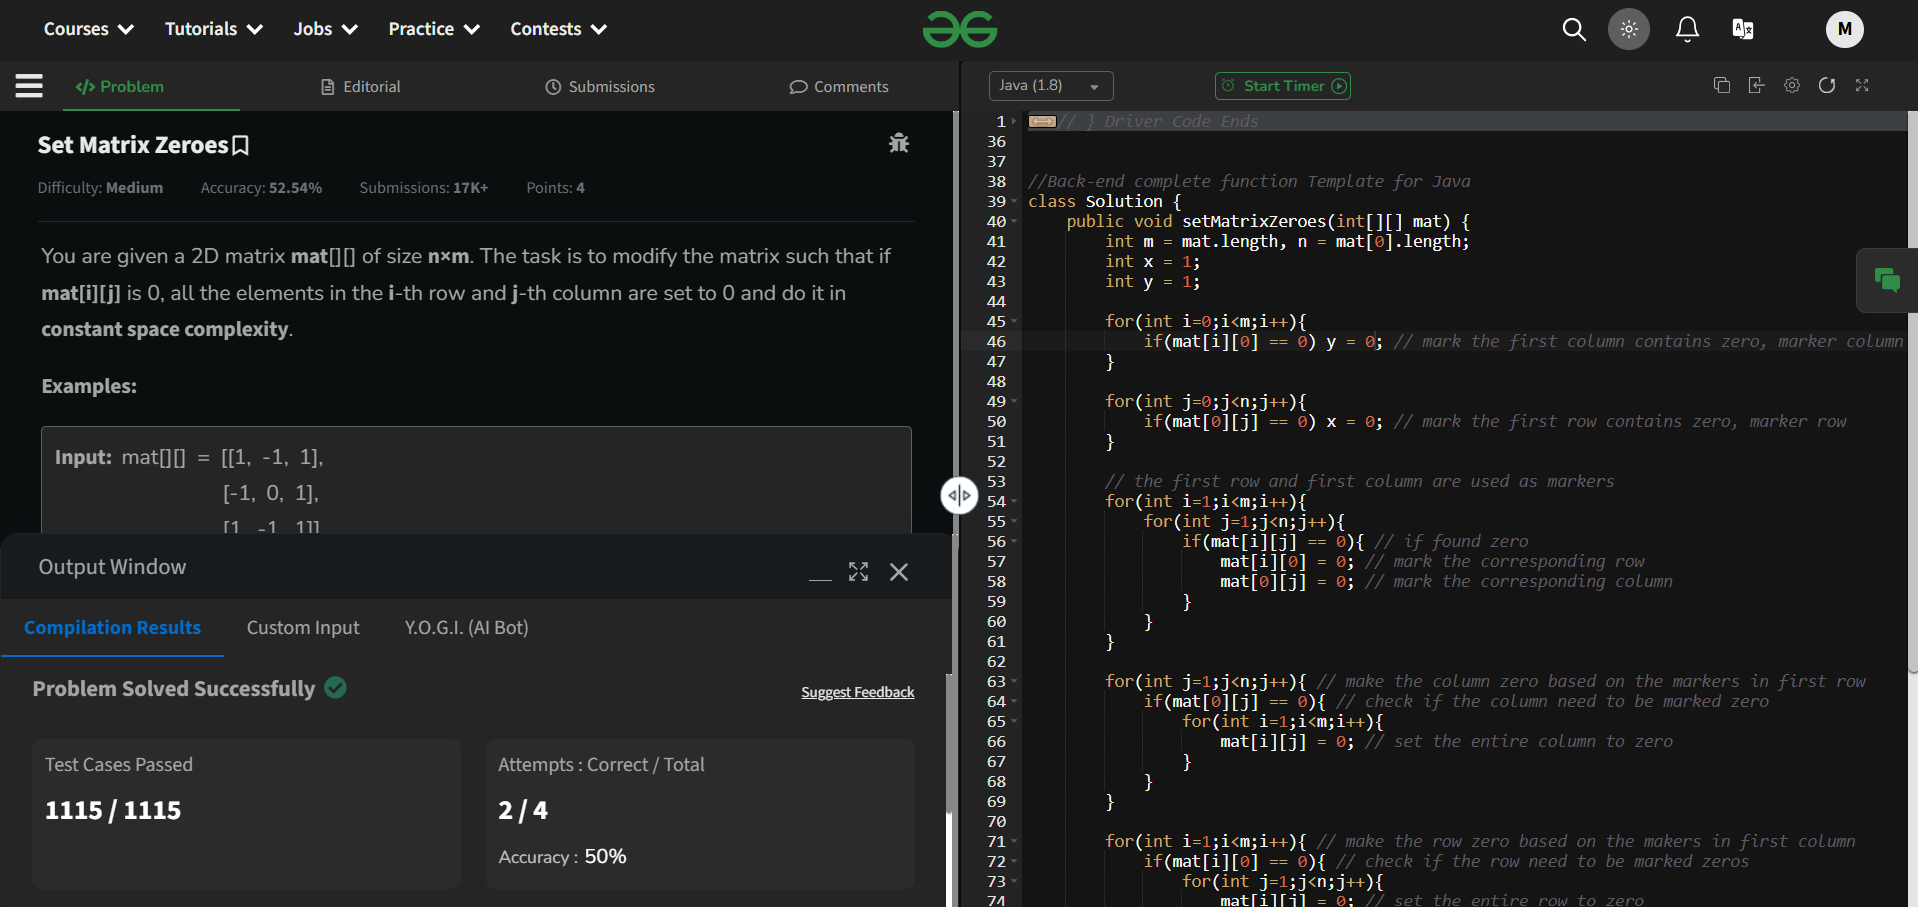 Courses Tutorials Jobs Practice Contests
M
Problem Editorial Submissions Comments
Java (1.8) Start Timer
Set Matrix Zeroes
Difficulty: Medium Accuracy: 52.54% Submissions: 17K+ Points: 4
You are given a 2D matrix mat[][] of size n×m. The task is to modify the matrix such that if
mat[i][j] is 0, all the elements in the i-th row and j-th column are set to 0 and do it in
constant space complexity.
Examples:
Input: mat[][] = [[1, -1, 1],
[-1, 0, 1],
[1, -1, 1]]
Output Window
Compilation Results Custom Input Y.O.G.I. (AI Bot)
Problem Solved Successfully
Suggest Feedback
Test Cases Passed
1115 / 1115
Attempts : Correct / Total
2 / 4
Accuracy : 50%
1 // } Driver Code Ends
36
37
38 //Back-end complete function Template for Java
39 class Solution {
40 public void setMatrixZeroes(int[][] mat) {
41 int m = mat.length, n = mat[0].length;
42 int x = 1;
43 int y = 1;
44
45 for(int i=0;i<m;i++){
46 if(mat[i][0] == 0) y = 0; // mark the first column contains zero, marker column
47 }
48
49 for(int j=0;j<n;j++){
50 if(mat[0][j] == 0) x = 0; // mark the first row contains zero, marker row
51 }
52
53 // the first row and first column are used as markers
54 for(int i=1;i<m;i++){
55 for(int j=1;j<n;j++){
56 if(mat[i][j] == 0){ // if found zero
57 mat[i][0] = 0; // mark the corresponding row
58 mat[0][j] = 0; // mark the corresponding column
59 }
60 }
61 }
62
63 for(int j=1;j<n;j++){ // make the column zero based on the markers in first row
64 if(mat[0][j] == 0){ // check if the column need to be marked zero
65 for(int i=1;i<m;i++){
66 mat[i][j] = 0; // set the entire column to zero
67 }
68 }
69 }
70
71 for(int i=1;i<m;i++){ // make the row zero based on the makers in first column
72 if(mat[i][0] == 0){ // check if the row need to be marked zeros
73 for(int j=1;j<n;j++){
74 mat[i][j] = 0; // set the entire row to zero